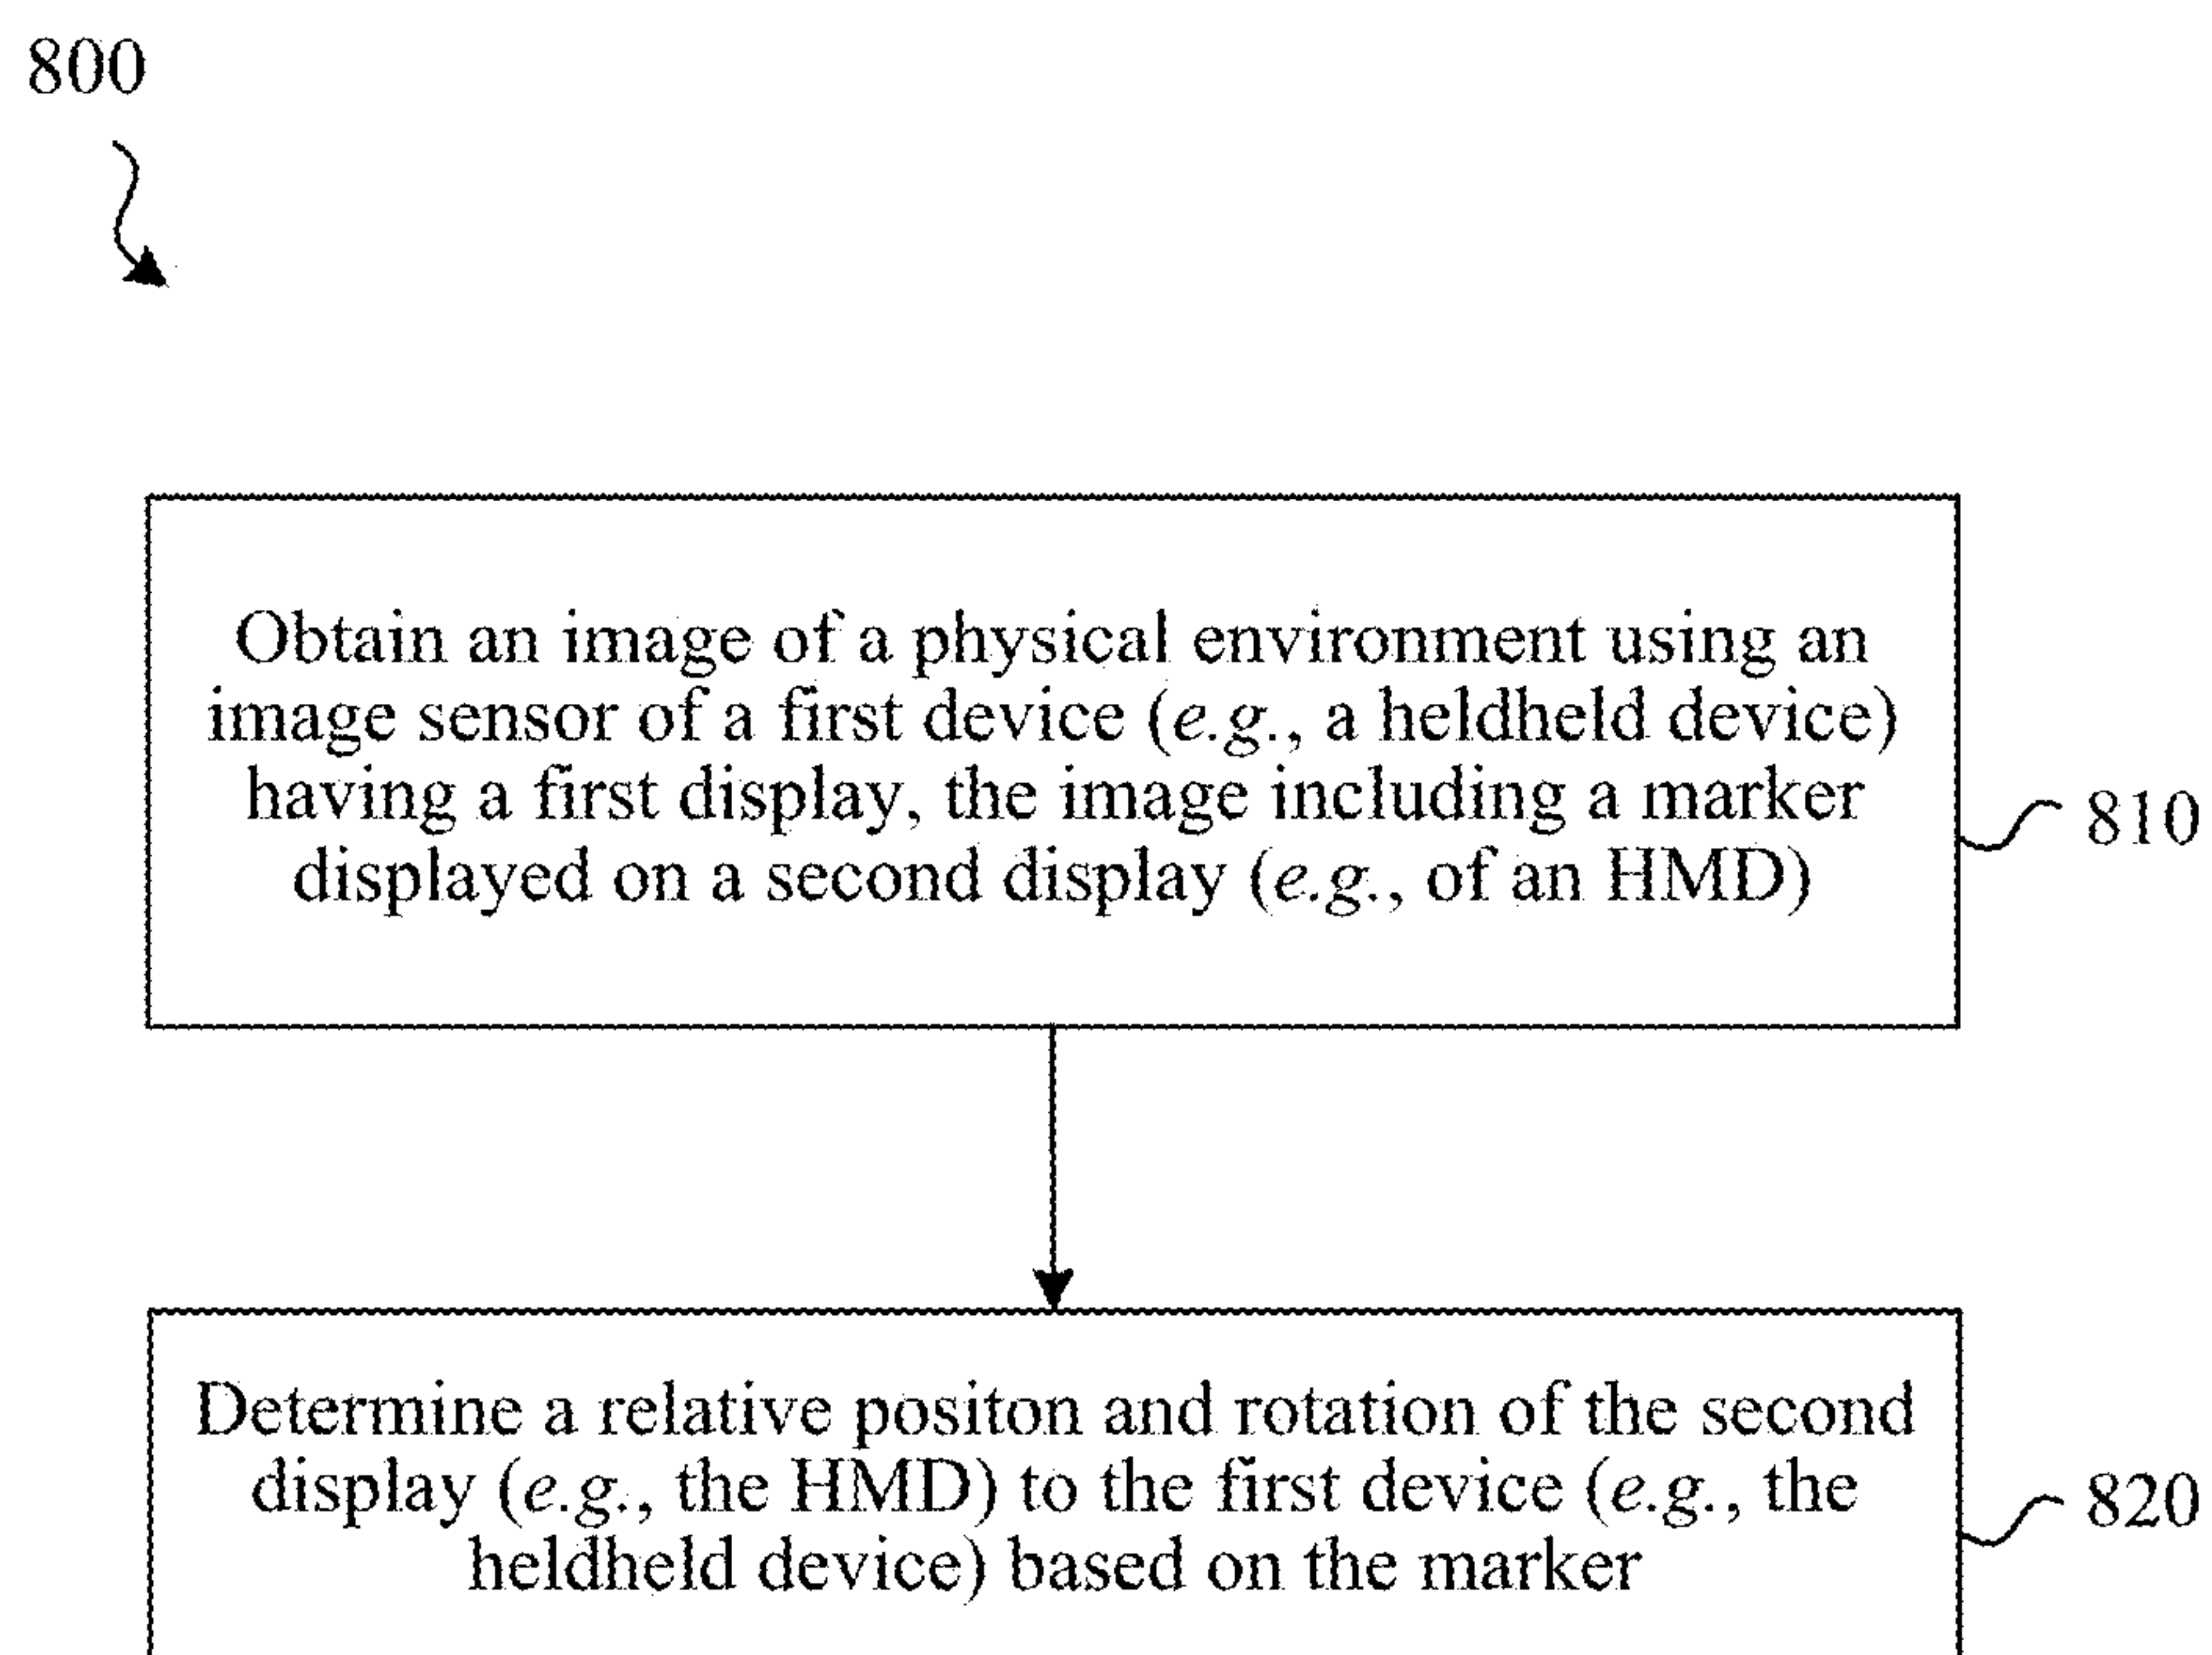 800
Obtain an image of a physical environment using an
image sensor of a first device (e.g., a heldheld device)
having a first display, the image including a marker
displayed on a second display (e.g., of an HMD)
810
Determine a relative positon and rotation of the second
display (e.g., the HMD) to the first device (e.g., the
heldheld device) based on the marker
820